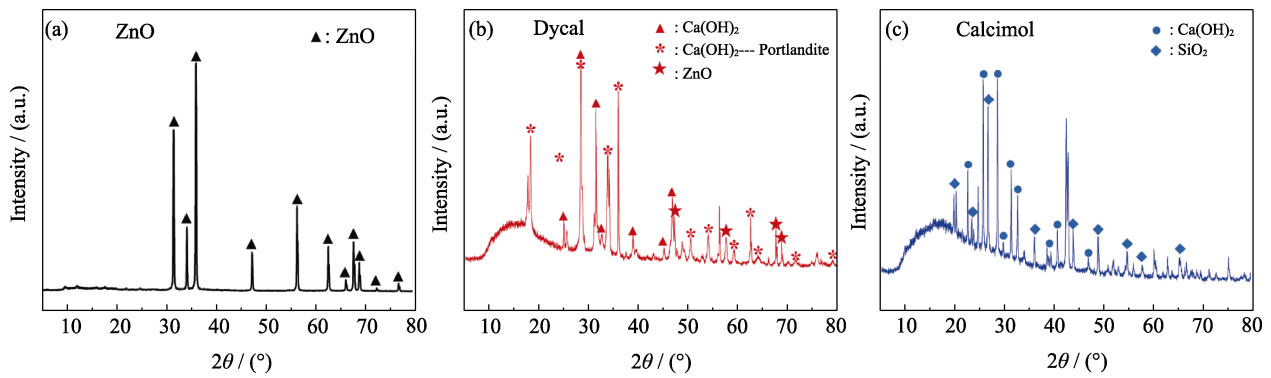 (a) ZnO
▲: ZnO
Intensity / (a.u.)
10 20 30 40 50 60 70 80
2θ / (°)
(b) Dycal
▲ : Ca(OH)₂
* : Ca(OH)₂--- Portlandite
★ : ZnO
Intensity / (a.u.)
10 20 30 40 50 60 70 80
2θ / (°)
(c) Calcimol
● : Ca(OH)₂
◆ : SiO₂
Intensity / (a.u.)
10 20 30 40 50 60 70 80
2θ / (°)